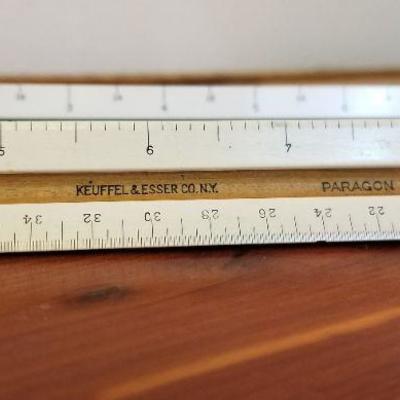 5 6 7
KEUFFEL & ESSER CO. N.Y. PARAGON
34 32 30 28 26 24 22